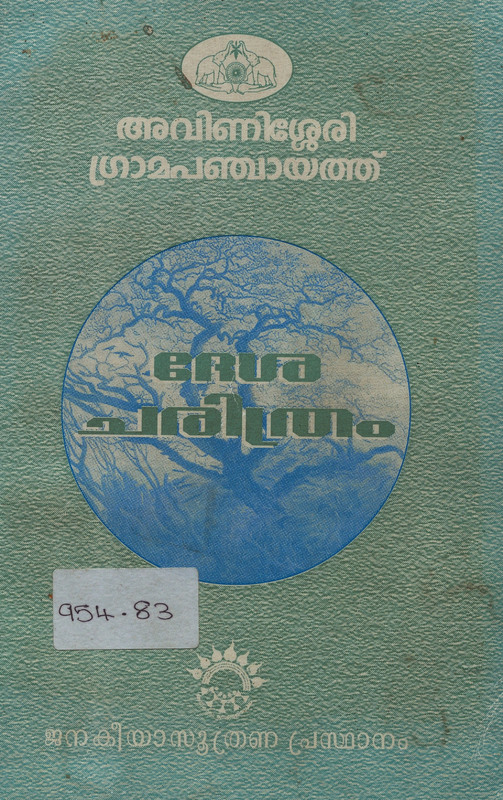 അവിണിശ്ശേരി
ഗ്രാമപഞ്ചായത്ത്
ദേശ
ചരിത്രം
954.83
ജനകീയാസൂത്രണ പ്രസ്ഥാനം